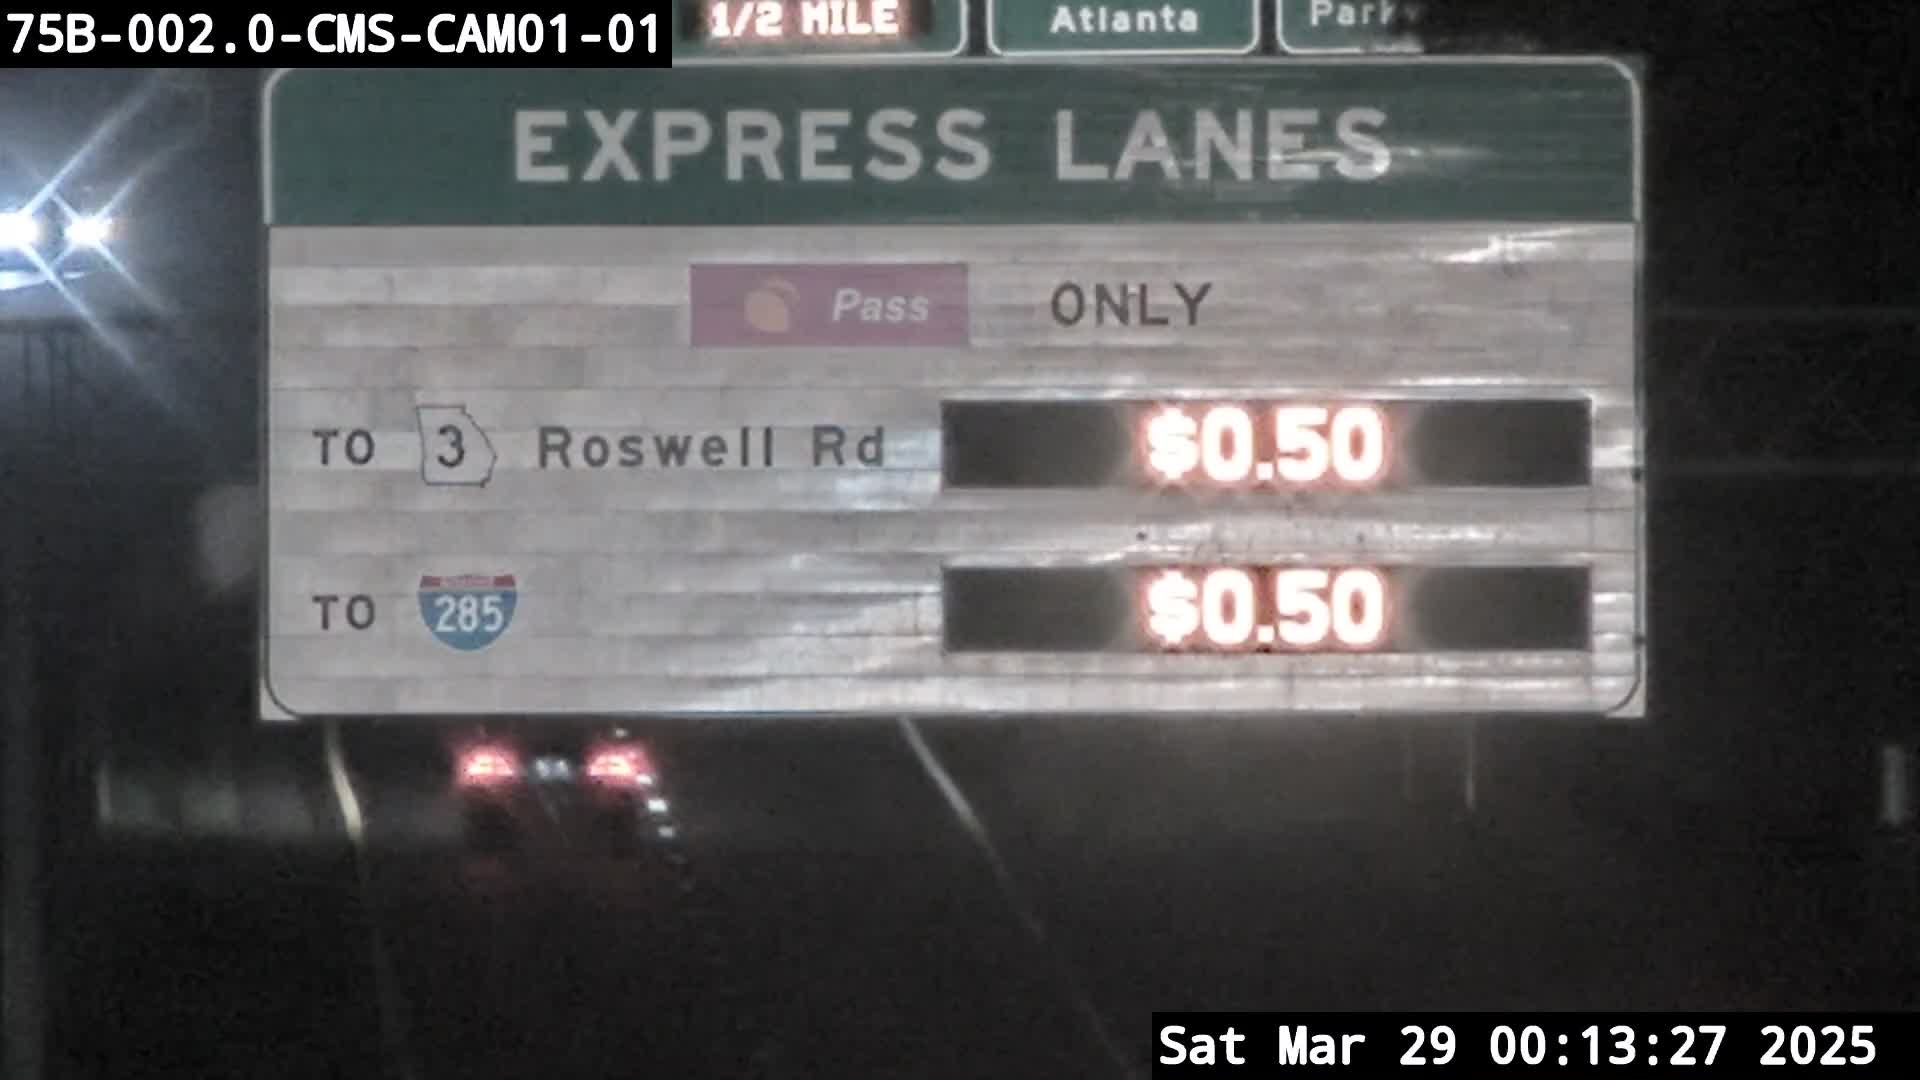 75B-002.0-CMS-CAM01-01
1/2 MILE
Atlanta
EXPRESS LANES
Pass ONLY
TO 3 Roswell Rd $0.50
TO 285 $0.50
Sat Mar 29 00:13:27 2025